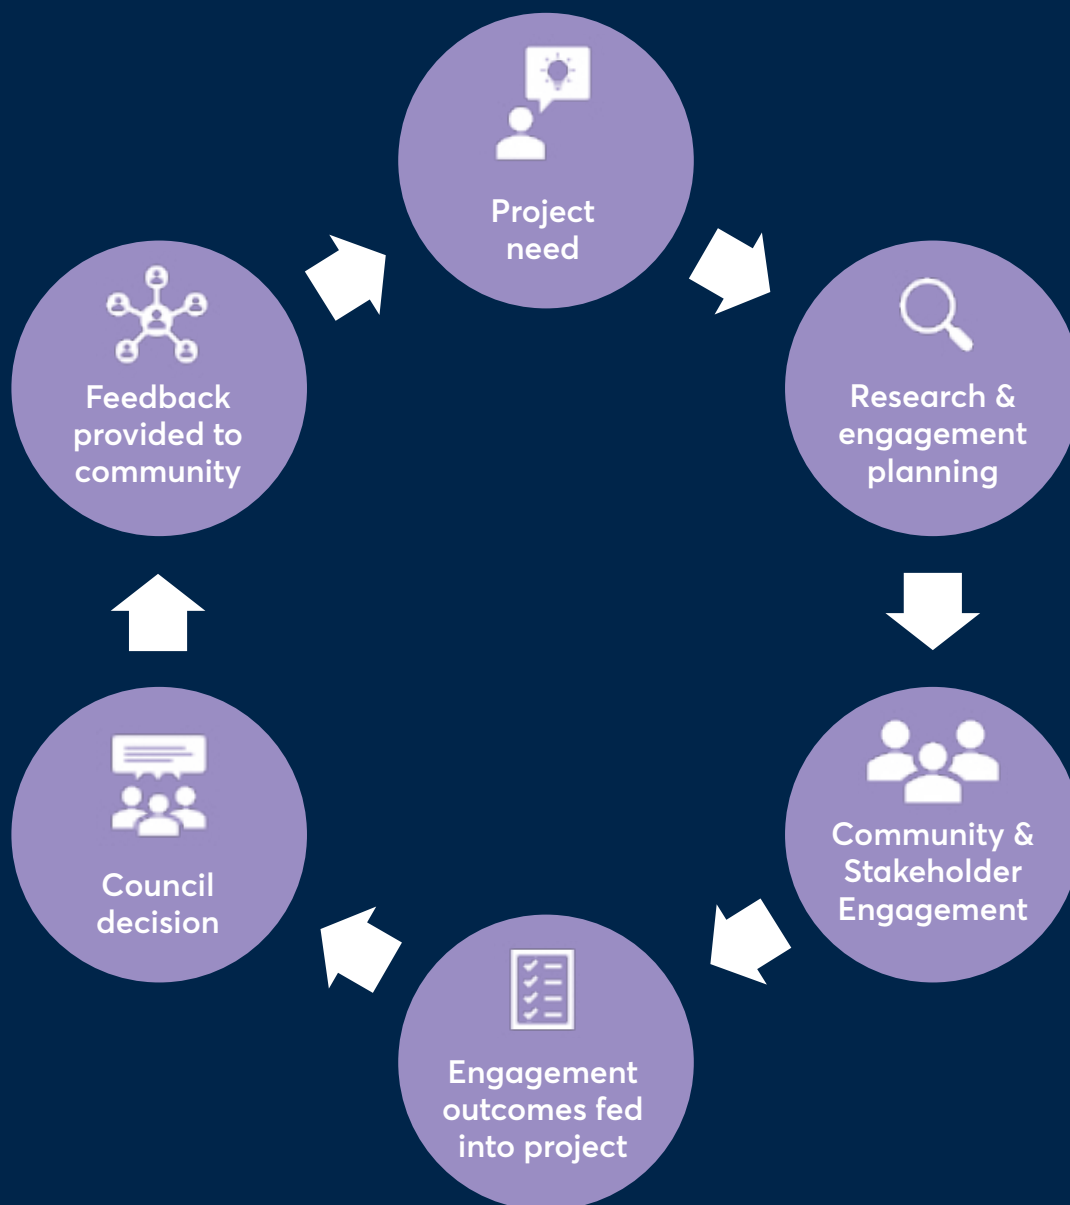 Project
need
Research &
engagement
planning
Community &
Stakeholder
Engagement
Engagement
outcomes fed
into project
Council
decision
Feedback
provided to
community